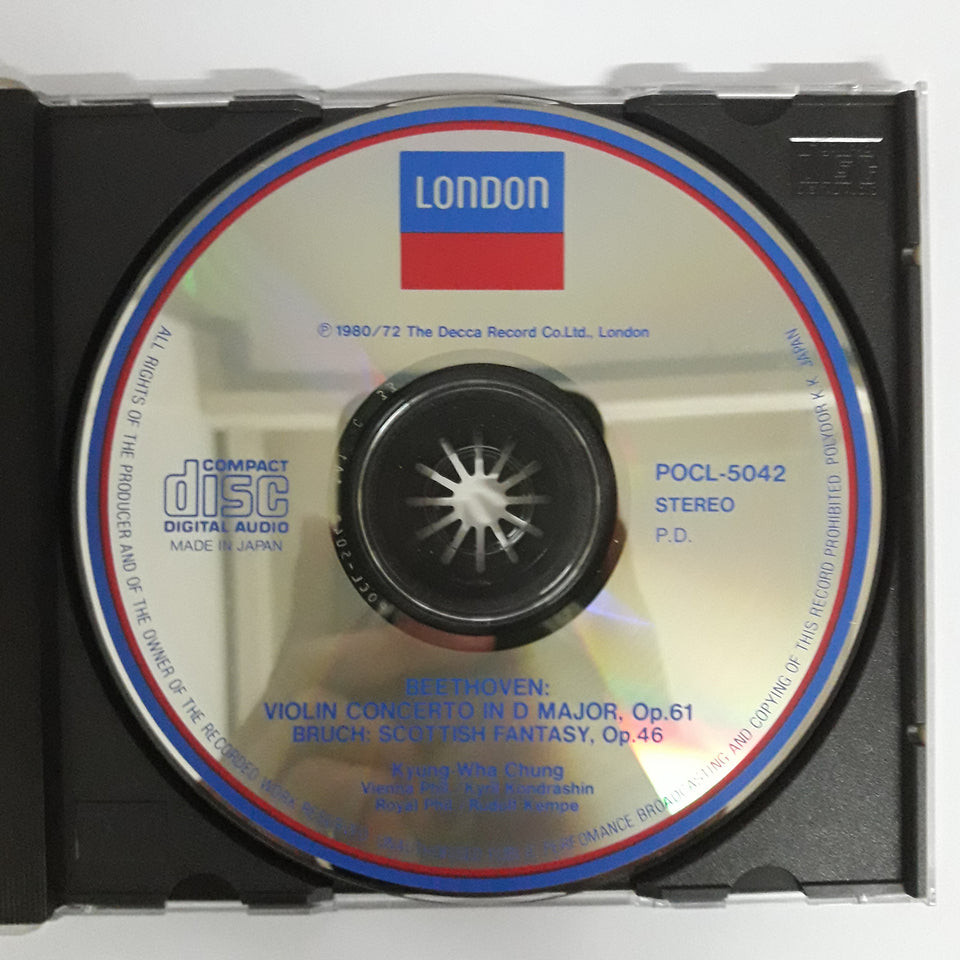 LONDON
℗ 1980/72 The Decca Record Co.Ltd., London
COMPACT
disc
DIGITAL AUDIO
MADE IN JAPAN
POCL-5042
STEREO
P.D.
BEETHOVEN:
VIOLIN CONCERTO IN D MAJOR, Op.61
BRUCH: SCOTTISH FANTASY, Op.46
Kyung-Wha Chung
Vienna Phil./Kyril Kondrashin
Royal Phil./Rudolf Kempe
ALL RIGHTS OF THE PRODUCER AND OF THE OWNER OF THE RECORDED WORK RESERVED PERFOMANCE BROADCASTING AND COPYING OF THIS RECORD PROHIBITED POLYDOR K.K. JAPAN